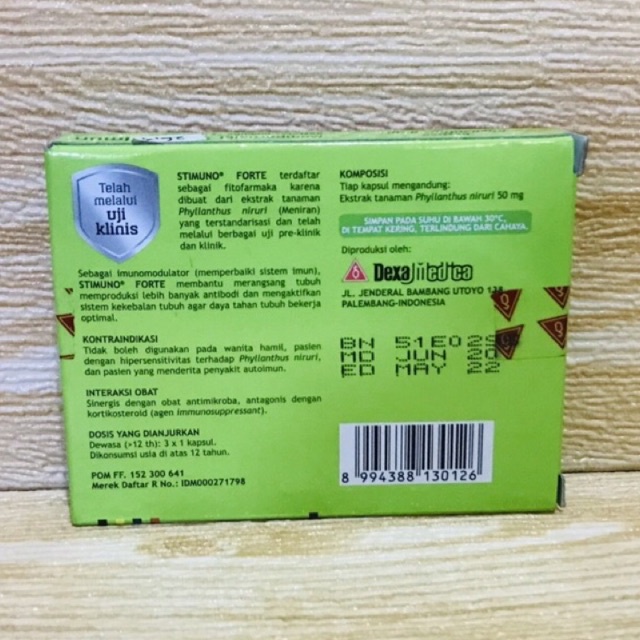 Telah
melalui
uji
klinis
STIMUNO® FORTE terdaftar
sebagai fitofarmaka karena
dibuat dari ekstrak tanaman
Phyllanthus niruri (Meniran)
yang terstandarisasi dan telah
melalui berbagai uji pre-klinik
dan klinik.
Sebagai Imunomodulator (memperbaiki sistem imun),
STIMUNO® FORTE membantu merangsang tubuh
memproduksi lebih banyak antibodi dan mengaktifkan
sistem kekebalan tubuh agar daya tahan tubuh bekerja
optimal.
KONTRAINDIKASI
Tidak boleh digunakan pada wanita hamil, pasien
dengan hipersensitivitas terhadap Phyllanthus niruri,
dan pasien yang menderita penyakit autoimun.
INTERAKSI OBAT
Sinergis dengan obat antimikroba, antagonis dengan
kortikosteroid (agen immunosuppressant).
DOSIS YANG DIANJURKAN
Dewasa (>12 th): 3 x 1 kapsul.
Dikonsumsi usia di atas 12 tahun.
POM FF. 152 300 641
Merek Daftar R No.: IDM000271798
KOMPOSISI
Tiap kapsul mengandung:
Ekstrak tanaman Phyllanthus niruri 50 mg
SIMPAN PADA SUHU DI BAWAH 30°C,
DI TEMPAT KERING, TERLINDUNG DARI CAHAYA.
Diproduksi oleh:
DexaMedica
JL. JENDERAL BAMBANG UTOYO 138
PALEMBANG-INDONESIA
BN 51E02
MD JUN 20
ED MAY 22
8 994388 130126